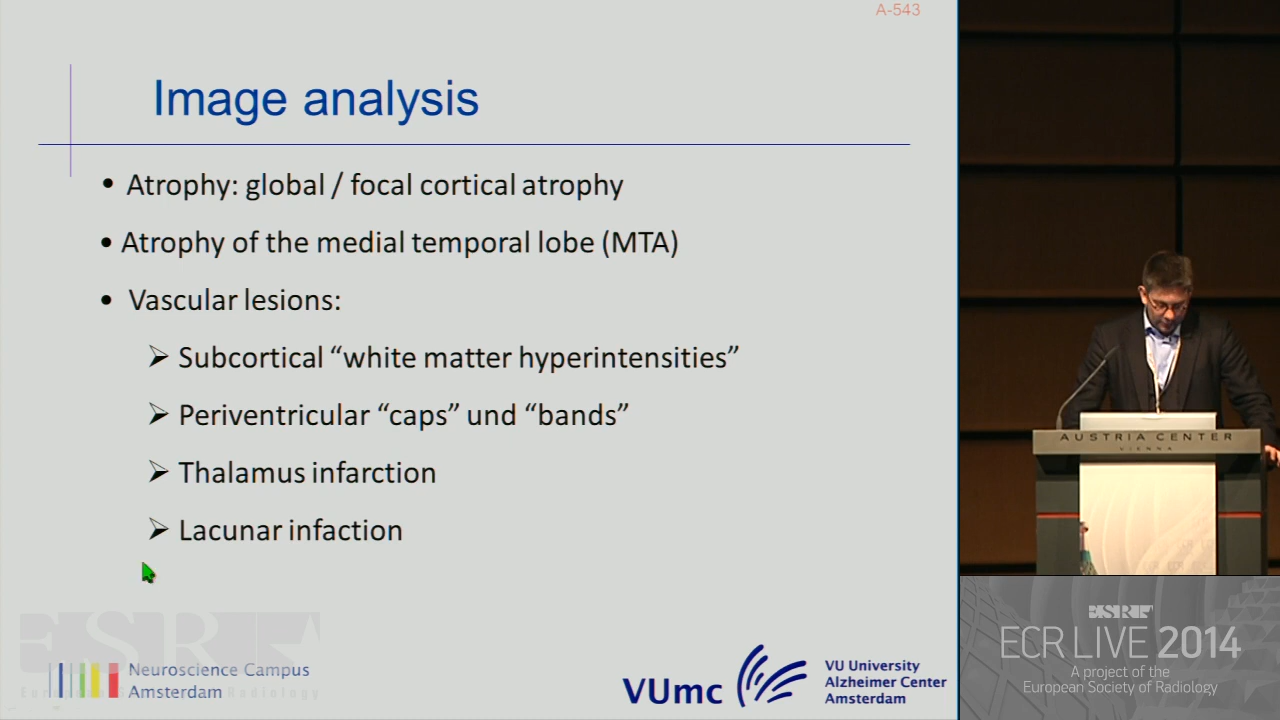 A-543
Image analysis
• Atrophy: global / focal cortical atrophy
• Atrophy of the medial temporal lobe (MTA)
• Vascular lesions:
➢ Subcortical “white matter hyperintensities”
➢ Periventricular “caps” und “bands”
➢ Thalamus infarction
➢ Lacunar infaction
ESR
Neuroscience Campus
Amsterdam
VUmc
VU University
Alzheimer Center
Amsterdam
AUSTRIA CENTER
VIENNA
ESR
ECR LIVE 2014
A project of the
European Society of Radiology